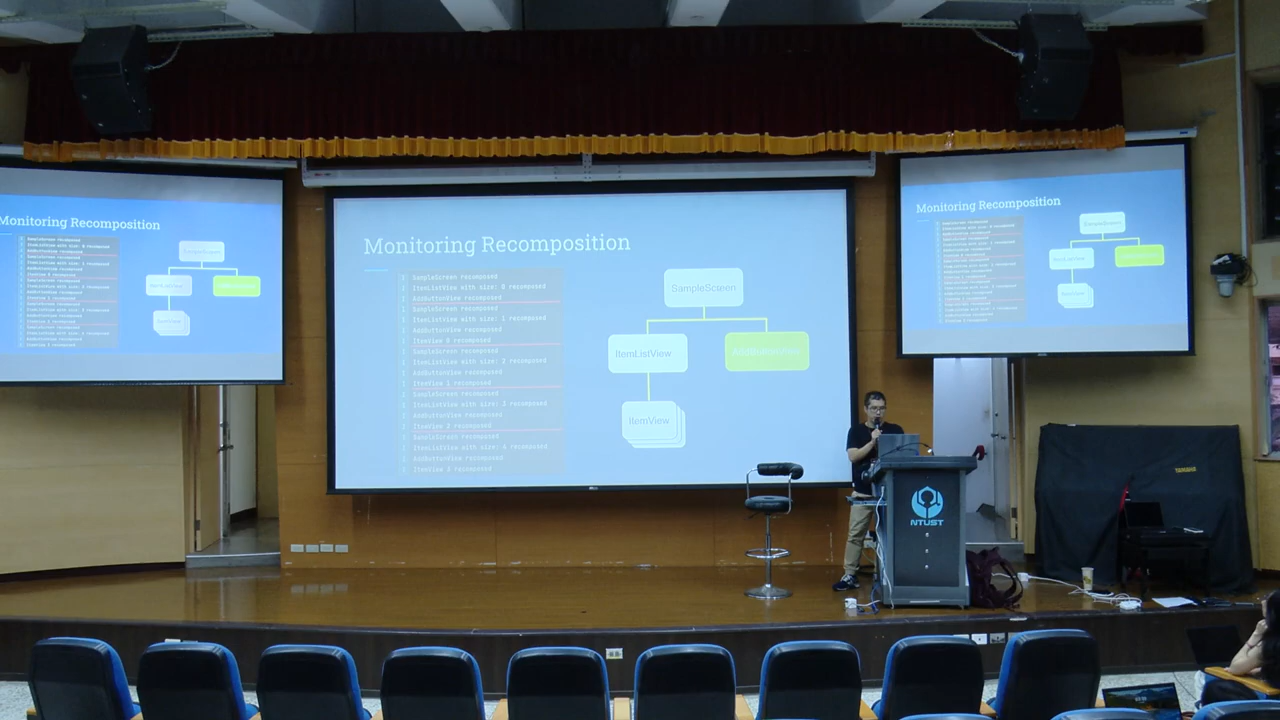 Monitoring Recomposition
SampleScreen recomposed
ItemListView with size: 0 recomposed
AddButtonView recomposed
SampleScreen recomposed
ItemListView with size: 1 recomposed
AddButtonView recomposed
ItemView 0 recomposed
SampleScreen recomposed
ItemListView with size: 2 recomposed
AddButtonView recomposed
ItemView 1 recomposed
SampleScreen recomposed
ItemListView with size: 3 recomposed
AddButtonView recomposed
ItemView 2 recomposed
SampleScreen recomposed
ItemListView with size: 4 recomposed
AddButtonView recomposed
ItemView 3 recomposed
SampleScreen
ItemListView
AddButtonView
ItemView
Monitoring Recomposition
Monitoring Recomposition
NTUST
YAMAHA